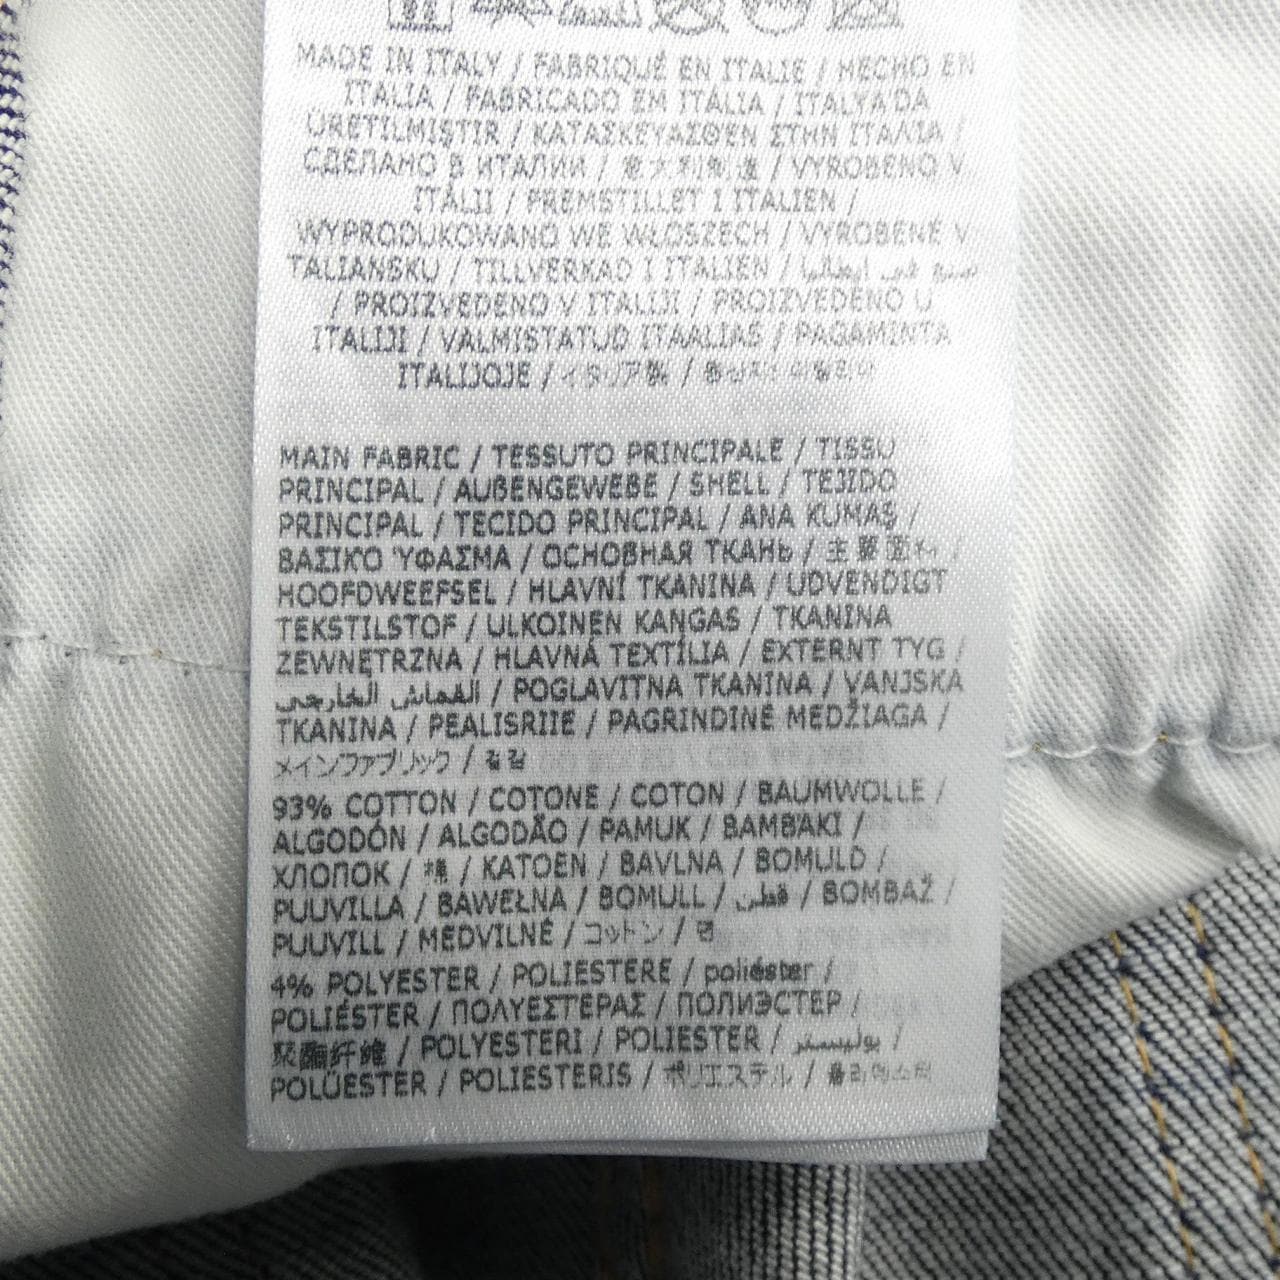 MADE IN ITALY / FABRIQUÉ EN ITALIE / HECHO EN
ITALIA / FABRICADO EM ITÁLIA / ITALYA'DA
ÜRETILMIŞTIR / ΚΑΤΑΣΚΕΥΑΣΘΕΝ ΣΤΗΝ ΙΤΑΛΙΑ /
СДЕЛАНО В ИТАЛИИ / 意大利制造 / VYROBENO V
ITÁLII / PREMSTILLET I ITALIEN /
WYPRODUKOWANO WE WŁOSZECH / VYROBENÉ V
TALIANSKU / TILLVERKAD I ITALIEN / صنع في ايطاليا
/ PROIZVEDENO V ITALIJI / PROIZVEDENO U
ITALIJI / VALMISTATUD ITAALIAS / PAGAMINTA
ITALIJOJE / イタリア製 /
MAIN FABRIC / TESSUTO PRINCIPALE / TISSU
PRINCIPAL / AUßENGEWEBE / SHELL / TEJIDO
PRINCIPAL / TECIDO PRINCIPAL / ANA KUMAŞ /
ΒΑΣΙΚΟ ΎΦΑΣΜΑ / ОСНОВНАЯ ТКАНЬ / 主要面料 /
HOOFDWEEFSEL / HLAVNÍ TKANINA / UDVENDIGT
TEKSTILSTOF / ULKOINEN KANGAS / TKANINA
ZEWNĘTRZNA / HLAVNÁ TEXTÍLIA / EXTERNT TYG /
القماش الخارجي / POGLAVITNA TKANINA / VANJSKA
TKANINA / PEALISRIIE / PAGRINDINĖ MEDŽIAGA /
メインファブリック / 겉감
93% COTTON / COTONE / COTON / BAUMWOLLE /
ALGODÓN / ALGODÃO / PAMUK / ΒΑΜΒΆΚΙ /
ХЛОПОК / 棉 / KATOEN / BAVLNA / BOMULD /
PUUVILLA / BAWEŁNA / BOMULL / قطن / BOMBAŽ /
PUUVILL / MEDVILNĖ / コットン / 면
4% POLYESTER / POLIESTERE / poliéster /
POLIÉSTER / ΠΟΛΥΕΣΤΕΡΑΣ / ПОЛИЭСТЕР /
聚酯纤维 / POLYESTERI / POLIESTER / بوليستر /
POLÜESTER / POLIESTERIS / ポリエステル / 폴리에스터